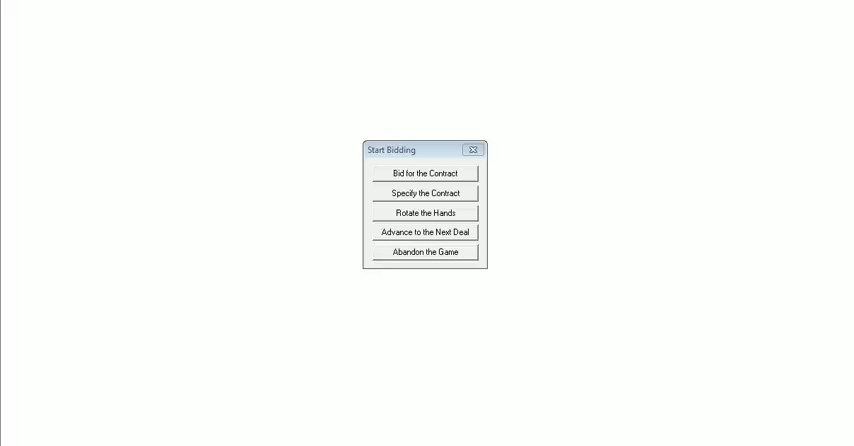 Start Bidding
Bid for the Contract
Specify the Contract
Rotate the Hands
Advance to the Next Deal
Abandon the Game